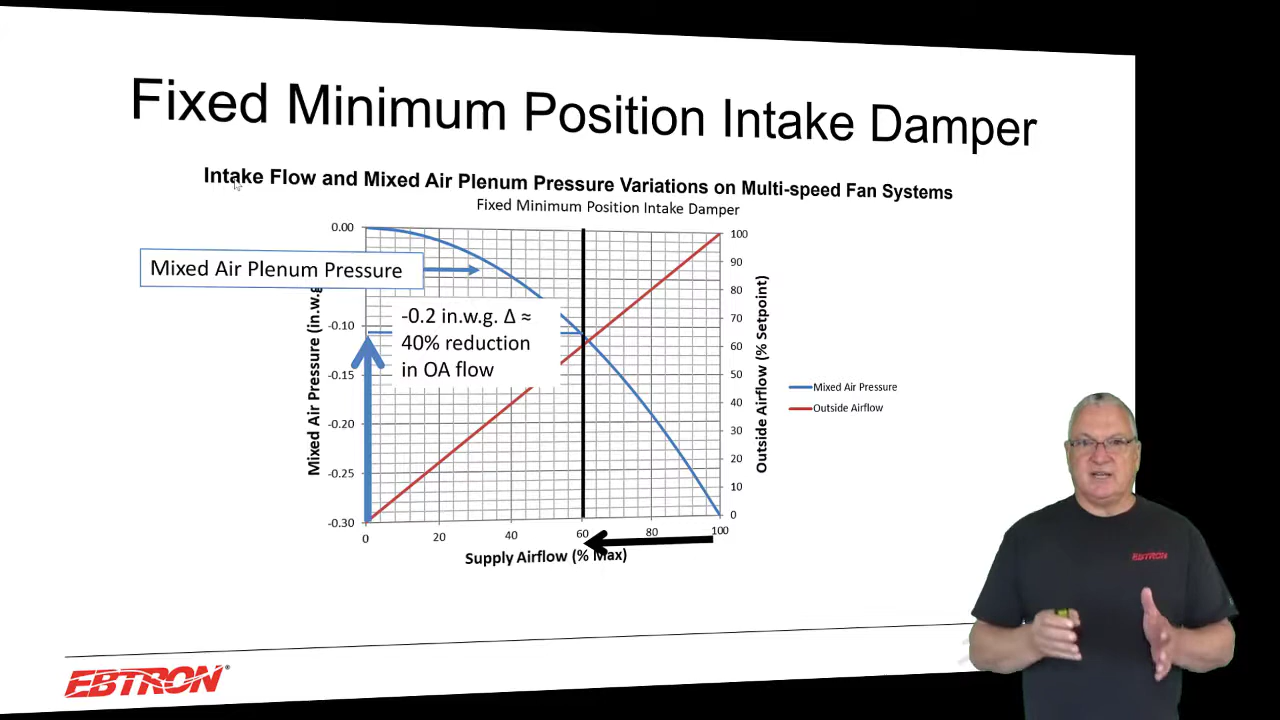 Fixed Minimum Position Intake Damper
Intake Flow and Mixed Air Plenum Pressure Variations on Multi-speed Fan Systems
Fixed Minimum Position Intake Damper
0.00
-0.10
-0.15
-0.20
-0.25
-0.30
Mixed Air Pressure (in.w.g
Mixed Air Plenum Pressure
-0.2 in.w.g. Δ ≈
40% reduction
in OA flow
100
90
80
70
60
50
40
30
20
10
0
Outside Airflow (% Setpoint)
Mixed Air Pressure
Outside Airflow
0 20 40 60 80 100
Supply Airflow (% Max)
EBTRON®
EBTRON